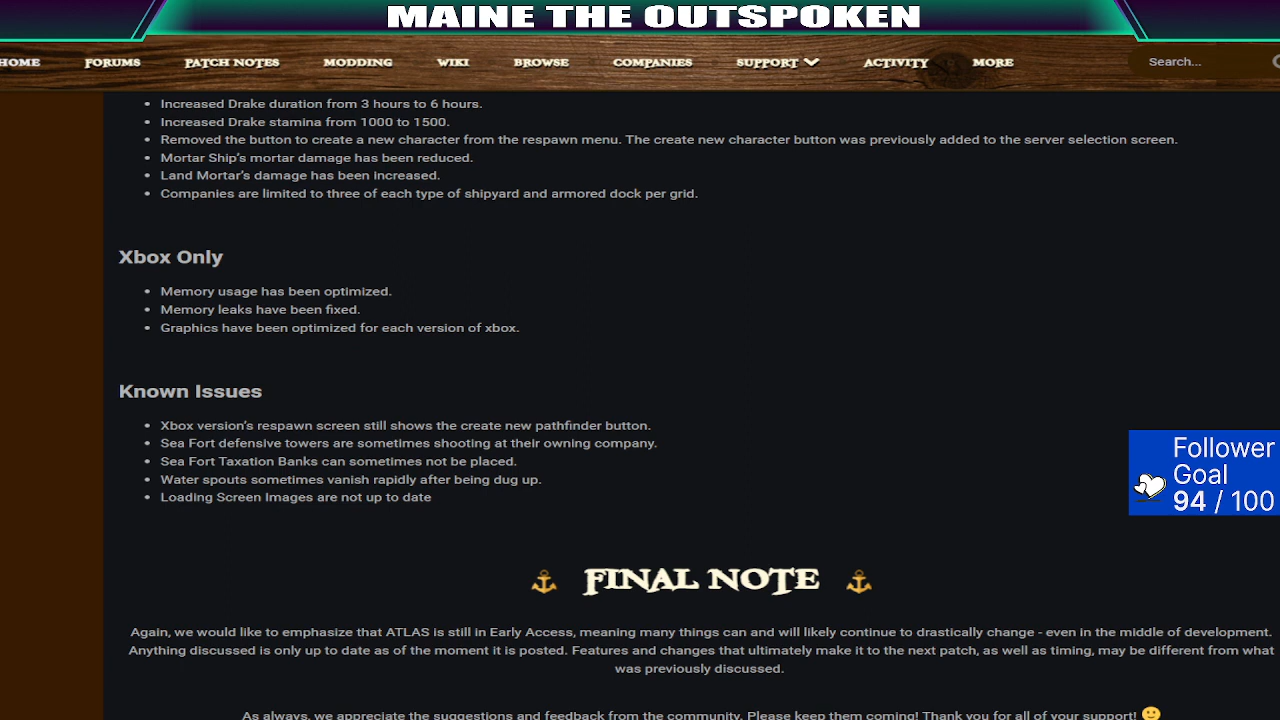 MAINE THE OUTSPOKEN
HOME FORUMS PATCH NOTES MODDING WIKI BROWSE COMPANIES SUPPORT ACTIVITY MORE Search...
• Increased Drake duration from 3 hours to 6 hours.
• Increased Drake stamina from 1000 to 1500.
• Removed the button to create a new character from the respawn menu. The create new character button was previously added to the server selection screen.
• Mortar Ship's mortar damage has been reduced.
• Land Mortar's damage has been increased.
• Companies are limited to three of each type of shipyard and armored dock per grid.
Xbox Only
• Memory usage has been optimized.
• Memory leaks have been fixed.
• Graphics have been optimized for each version of xbox.
Known Issues
• Xbox version's respawn screen still shows the create new pathfinder button.
• Sea Fort defensive towers are sometimes shooting at their owning company.
• Sea Fort Taxation Banks can sometimes not be placed.
• Water spouts sometimes vanish rapidly after being dug up.
• Loading Screen Images are not up to date
Follower
Goal
94 / 100
FINAL NOTE
Again, we would like to emphasize that ATLAS is still in Early Access, meaning many things can and will likely continue to drastically change - even in the middle of development.
Anything discussed is only up to date as of the moment it is posted. Features and changes that ultimately make it to the next patch, as well as timing, may be different from what
was previously discussed.
As always, we appreciate the suggestions and feedback from the community. Please keep them coming! Thank you for all of your support! 🙂